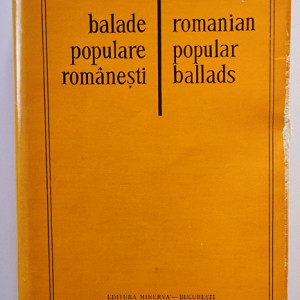 balade
populare
românești
romanian
popular
ballads
EDITURA MINERVA — BUCUREȘTI